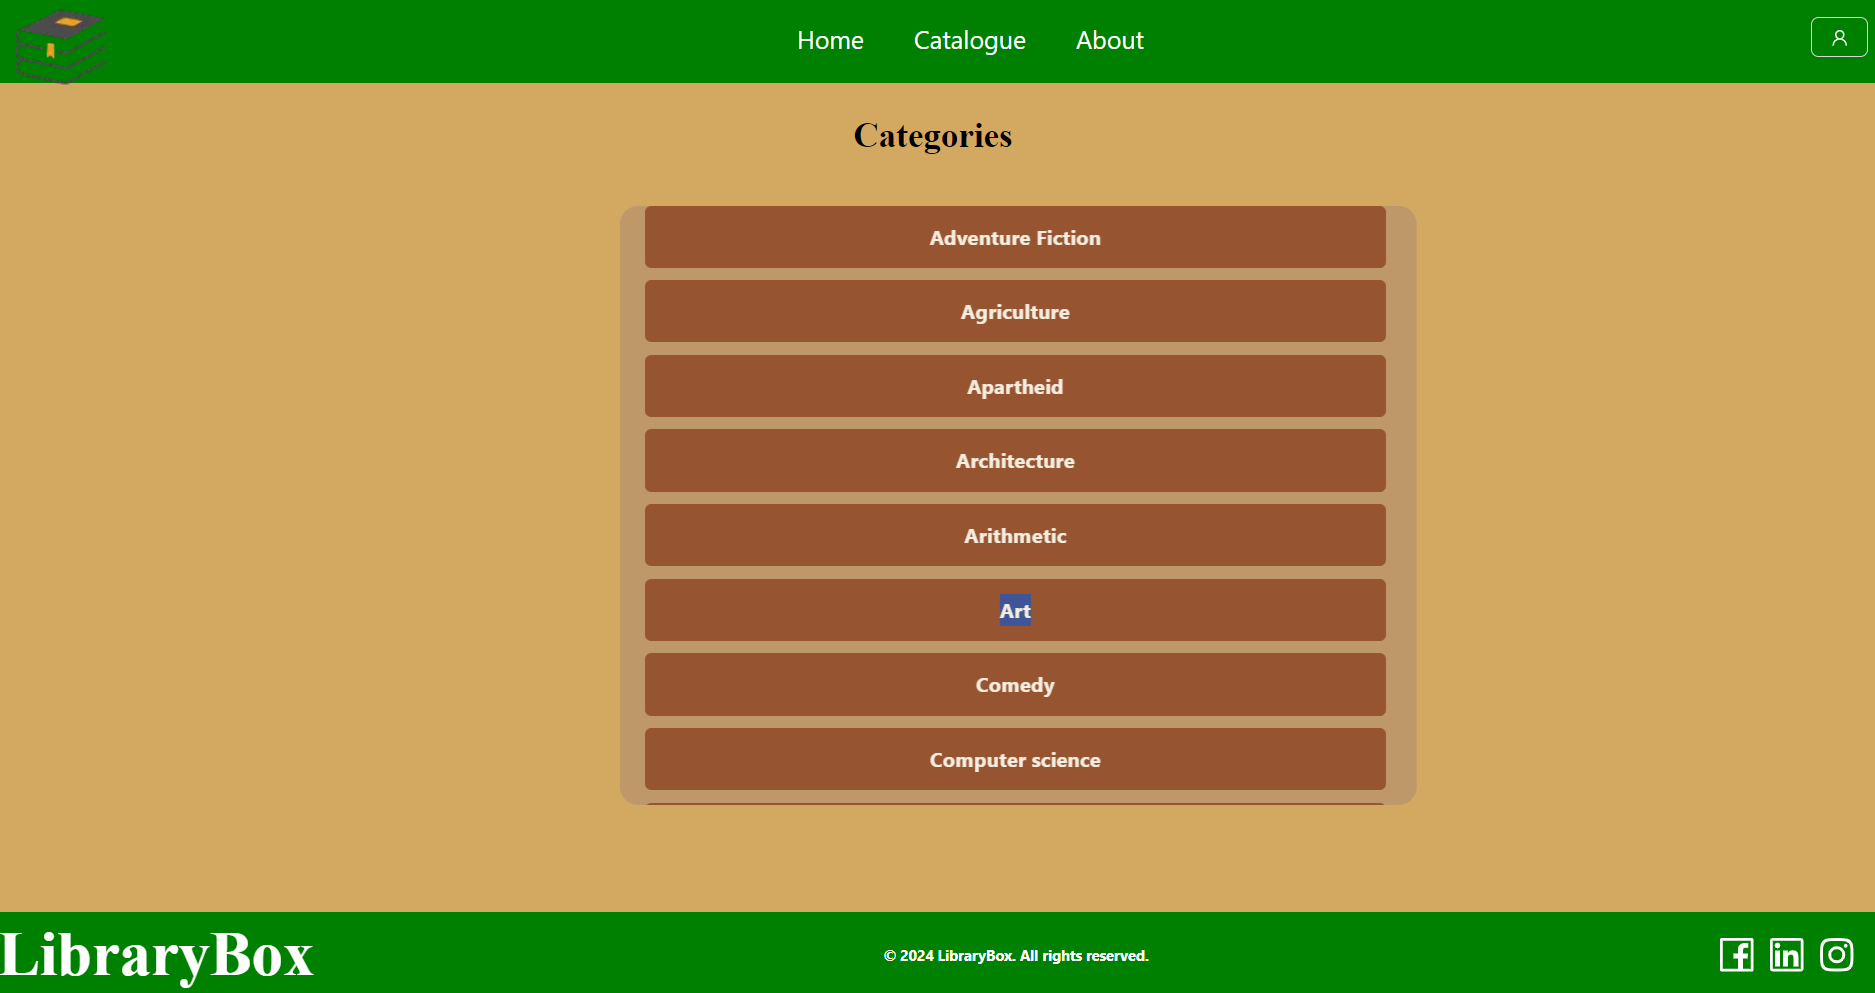 Home Catalogue About
Categories
Adventure Fiction
Agriculture
Apartheid
Architecture
Arithmetic
Art
Comedy
Computer science
LibraryBox
© 2024 LibraryBox. All rights reserved.